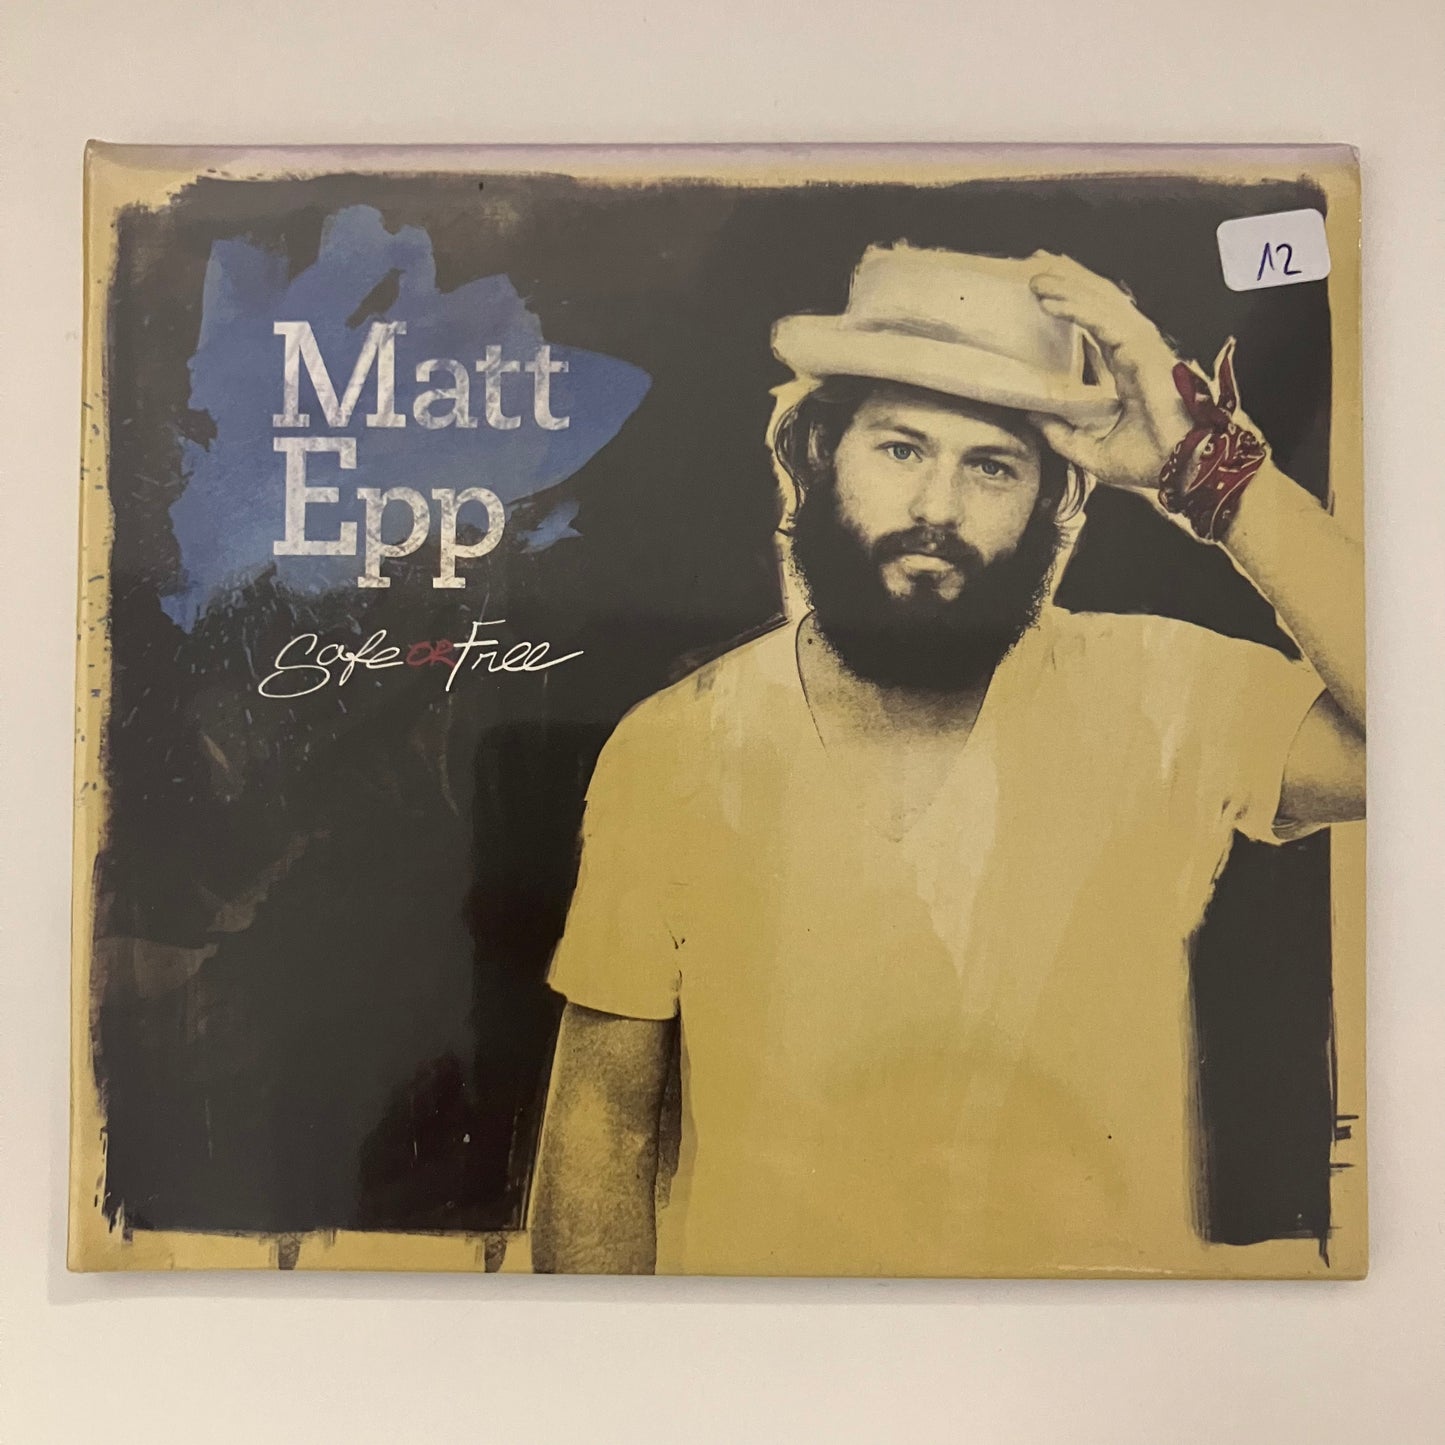 12
Matt
Epp
Safe OR Free